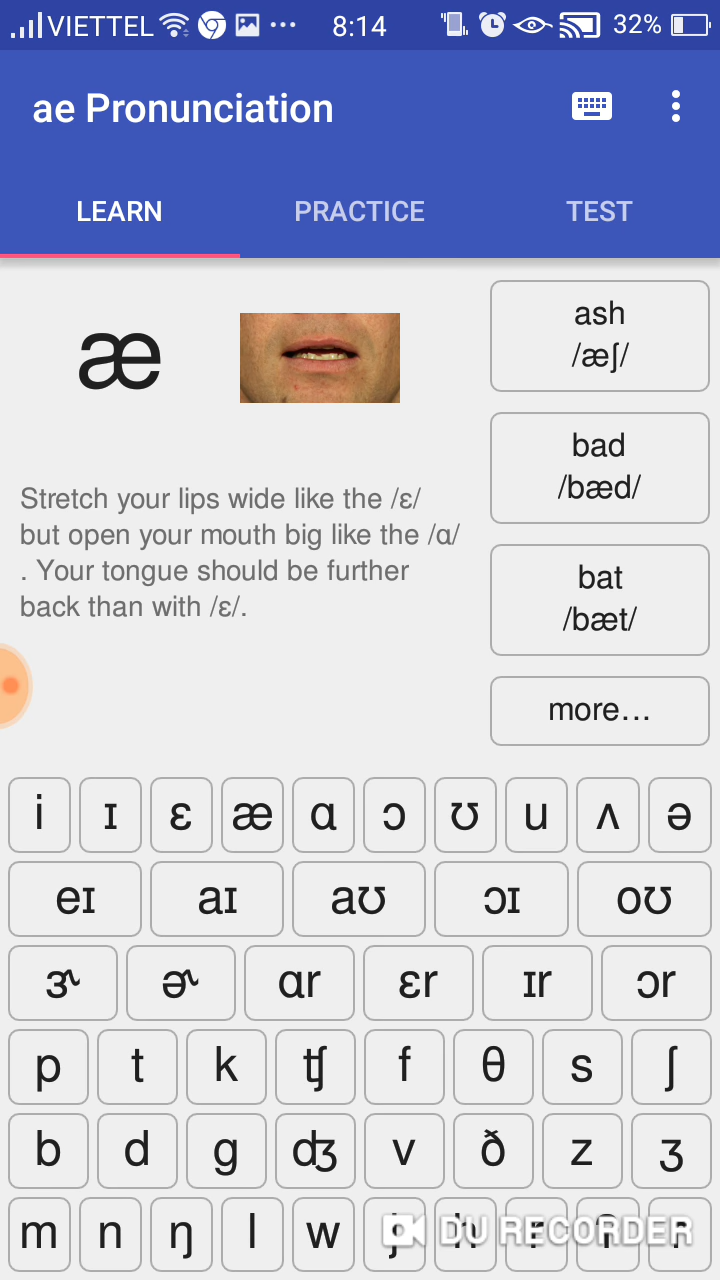 VIETTEL 8:14 32%
ae Pronunciation
LEARN PRACTICE TEST
æ
Stretch your lips wide like the /ɛ/
but open your mouth big like the /ɑ/
. Your tongue should be further
back than with /ɛ/.
ash
/æʃ/
bad
/bæd/
bat
/bæt/
more...
i ɪ ɛ æ ɑ ɔ ʊ u ʌ ə
eɪ aɪ aʊ ɔɪ oʊ
ɝ ɚ ɑr ɛr ɪr ɔr
p t k ʧ f θ s ʃ
b d g ʤ v ð z ʒ
m n ŋ l w j h r
DU RECORDER